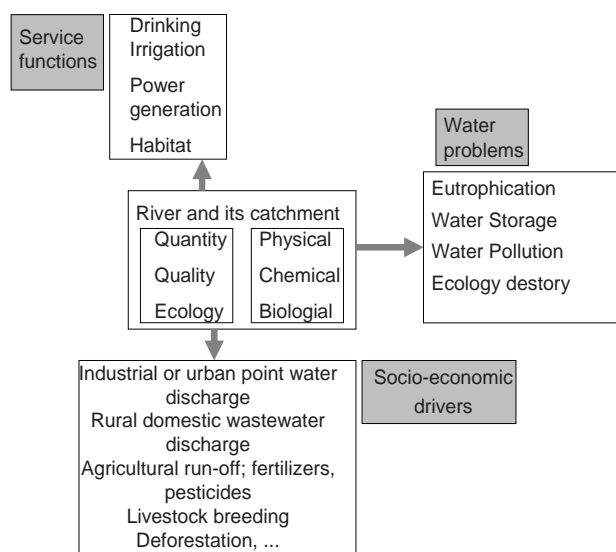 Service
functions
Drinking
Irrigation
Power
generation
Habitat
Water
problems
Eutrophication
Water Storage
Water Pollution
Ecology destory
River and its catchment
Quantity
Quality
Ecology
Physical
Chemical
Biologial
Industrial or urban point water
discharge
Rural domestic wastewater
discharge
Agricultural run-off; fertilizers,
pesticides
Livestock breeding
Deforestation, ...
Socio-economic
drivers